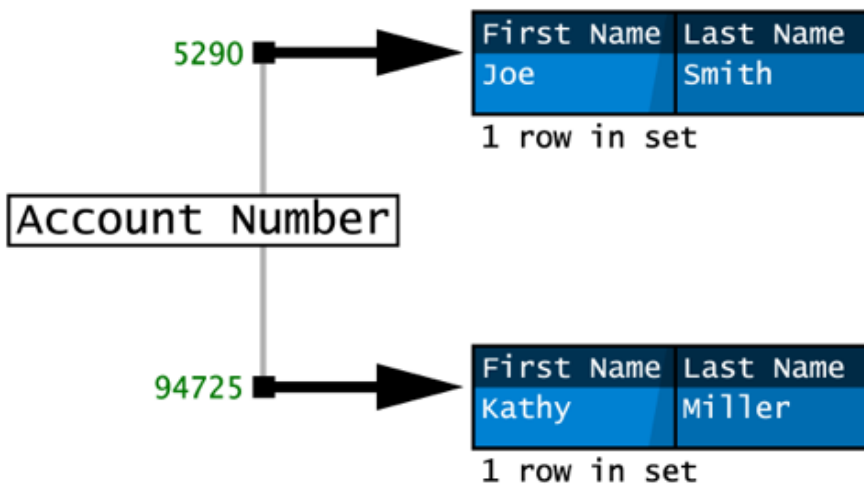 5290
First Name Last Name
Joe Smith
1 row in set
Account Number
94725
First Name Last Name
Kathy Miller
1 row in set